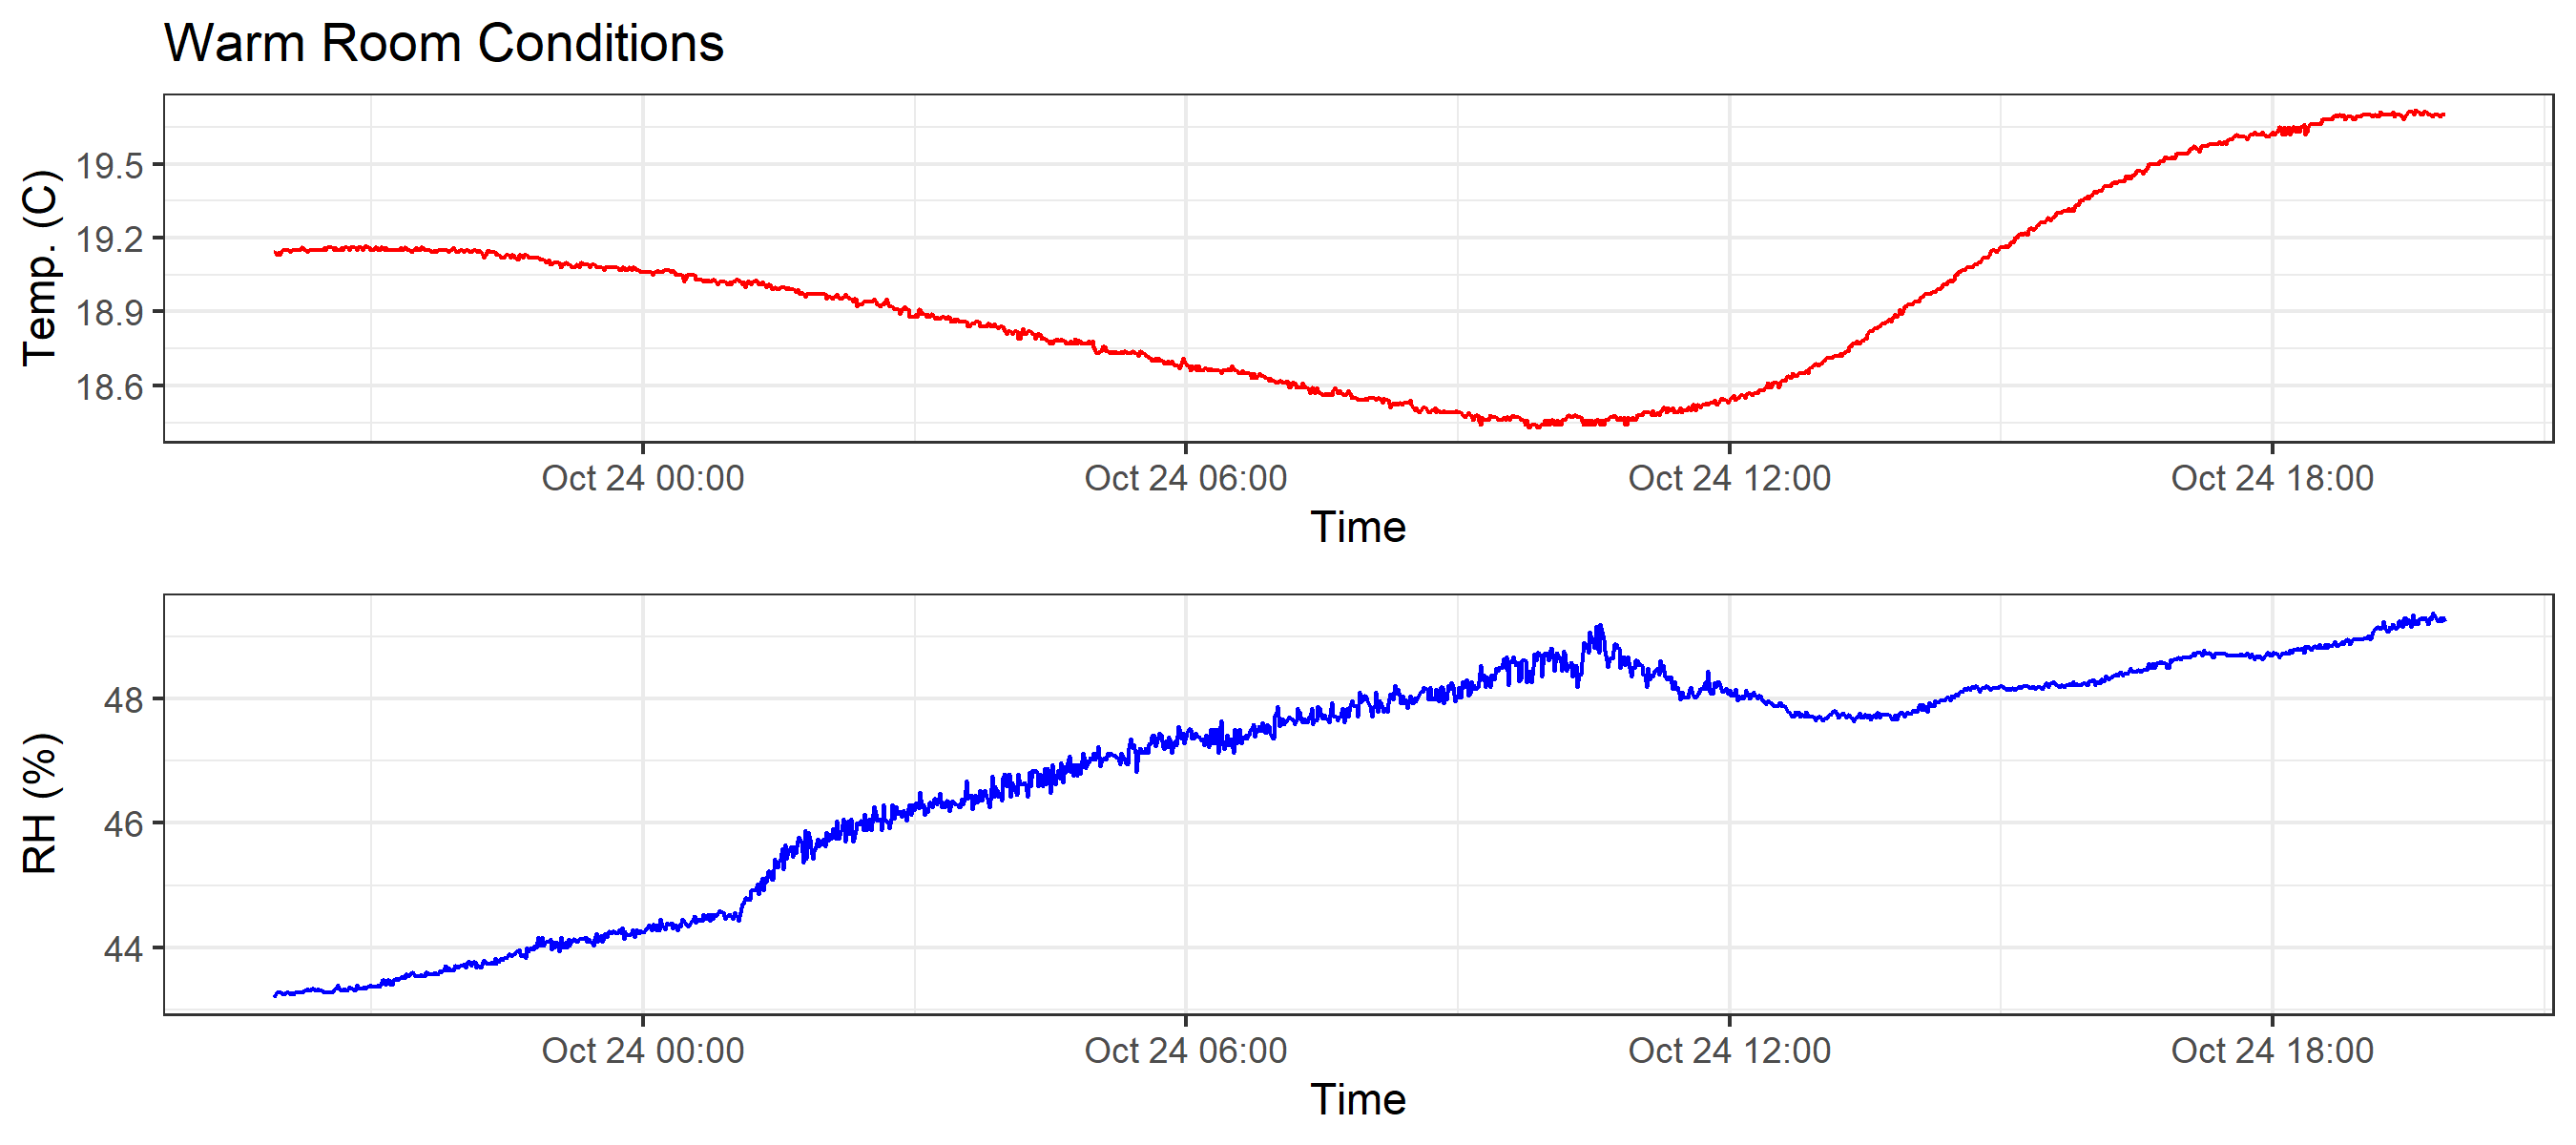 Warm Room Conditions
Temp. (C)
19.5
19.2
18.9
18.6
Oct 24 00:00 Oct 24 06:00 Oct 24 12:00 Oct 24 18:00
Time
RH (%)
48
46
44
Oct 24 00:00 Oct 24 06:00 Oct 24 12:00 Oct 24 18:00
Time